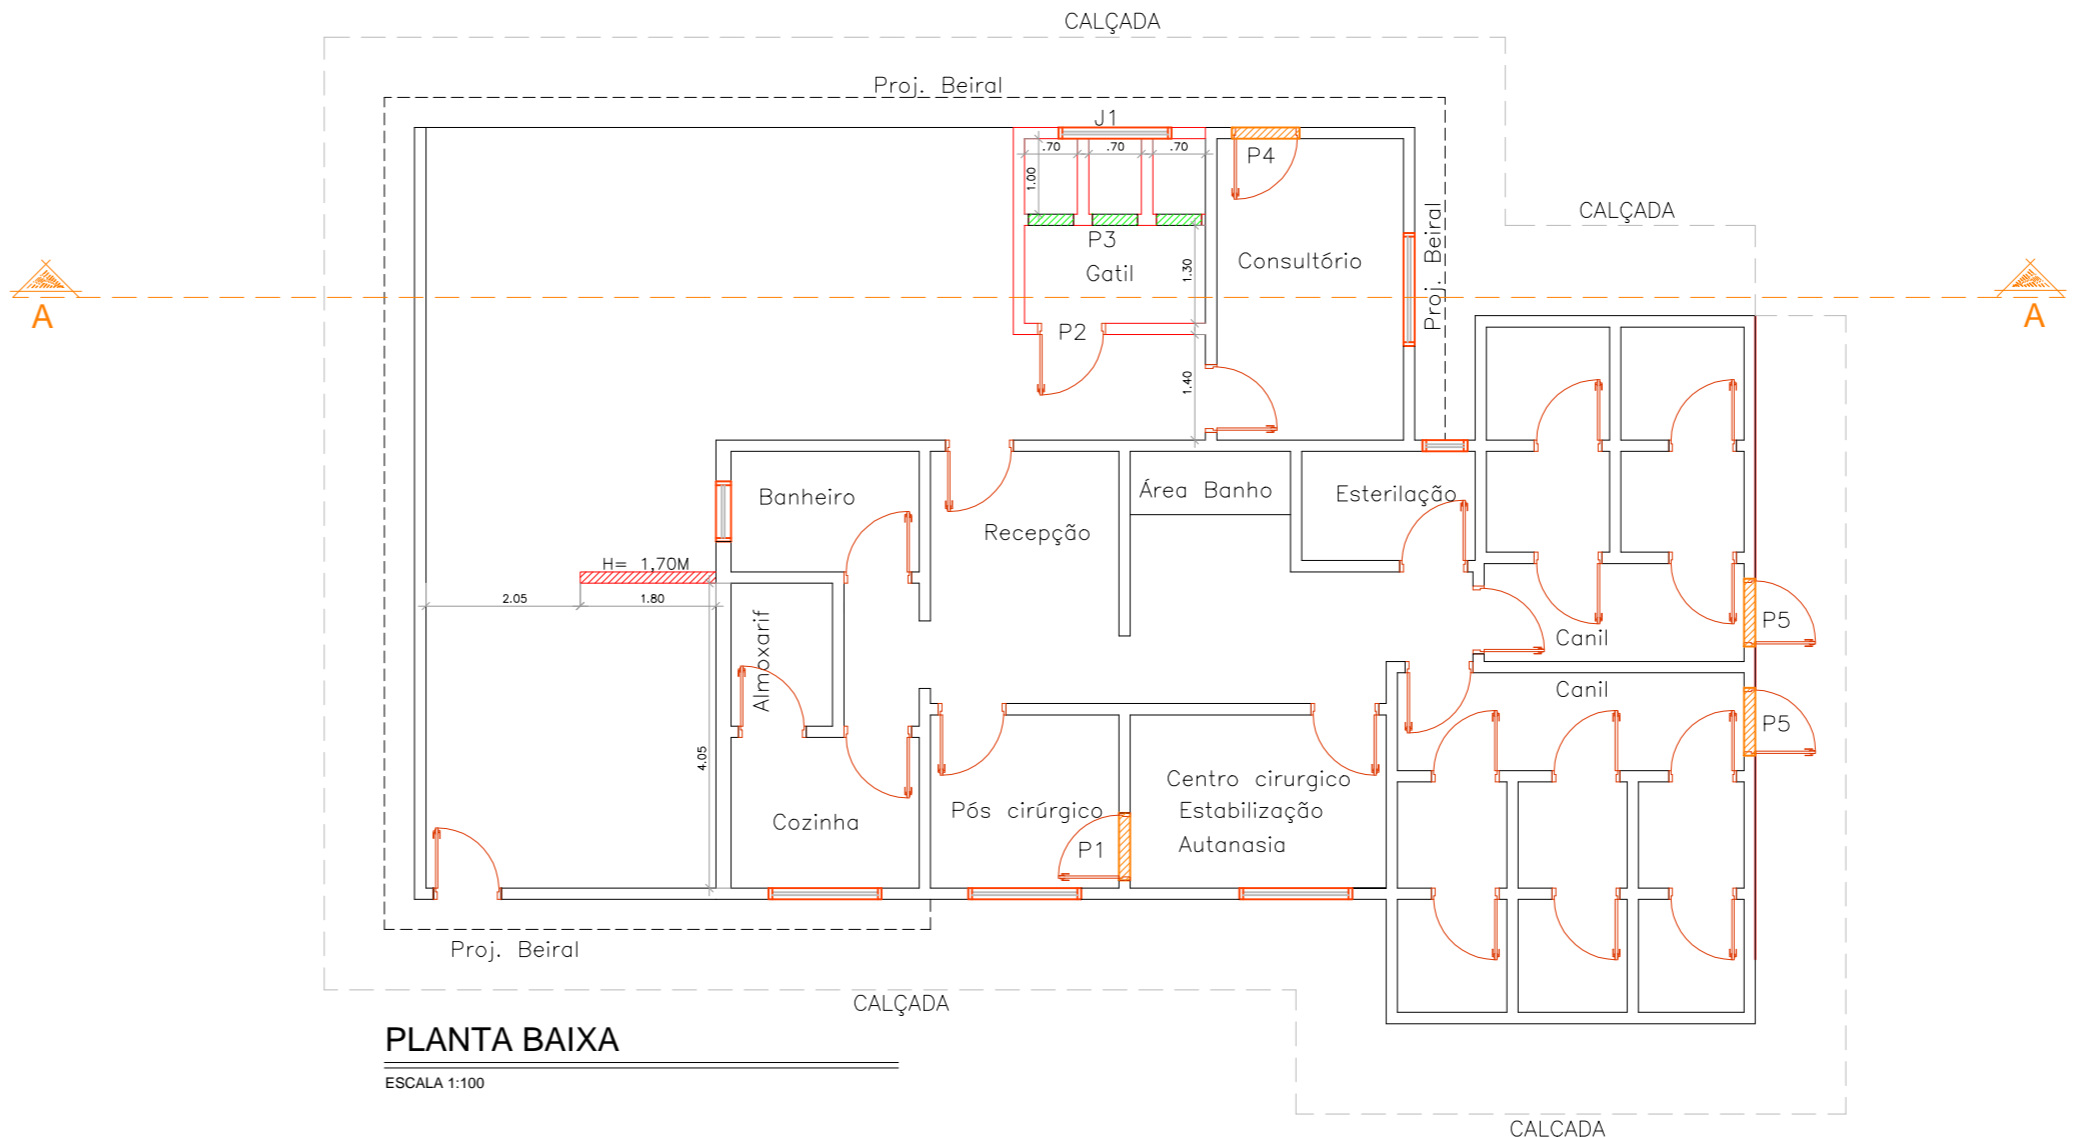 CALÇADA
Proj. Beiral
J1
.70 .70 .70
P4
1.00
P3
Gatil
1.30
Consultório
Proj. Beiral
CALÇADA
A
A
P2
1.40
Banheiro
Recepção
Área Banho
Esterilação
H= 1,70M
2.05
1.80
Almoxarif
4.05
Canil
P5
Canil
P5
Cozinha
Pós cirúrgico
P1
Centro cirurgico
Estabilização
Autanasia
Proj. Beiral
CALÇADA
PLANTA BAIXA
ESCALA 1:100
CALCADA